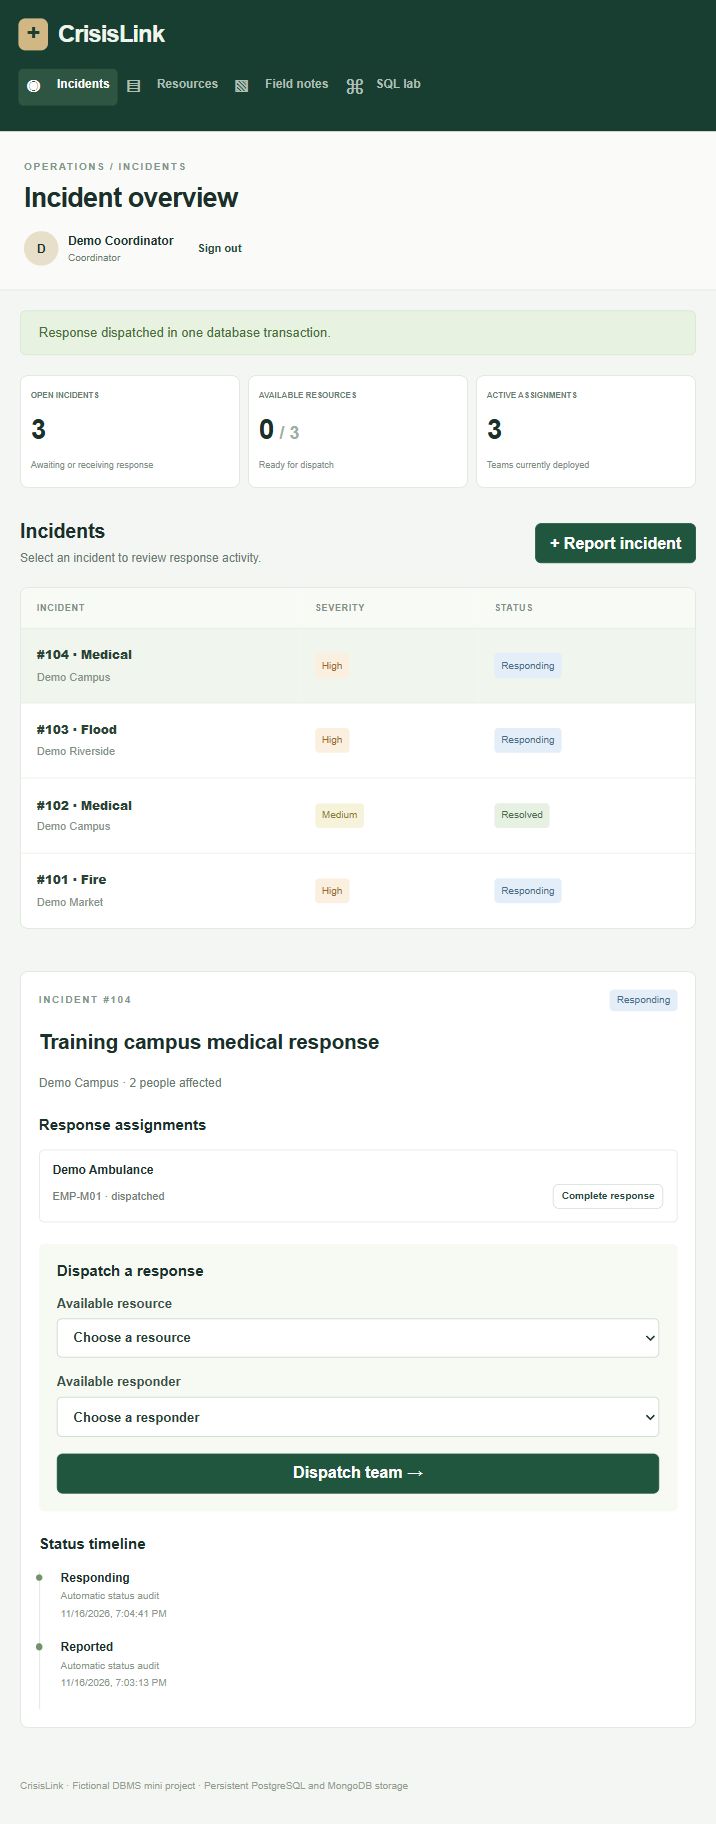 CrisisLink
Incidents Resources Field notes SQL lab
OPERATIONS / INCIDENTS
Incident overview
D Demo Coordinator Sign out
Coordinator
Response dispatched in one database transaction.
OPEN INCIDENTS AVAILABLE RESOURCES ACTIVE ASSIGNMENTS
3 0 / 3 3
Awaiting or receiving response Ready for dispatch Teams currently deployed
Incidents
Select an incident to review response activity.
+ Report incident
INCIDENT SEVERITY STATUS
#104 · Medical
Demo Campus
High Responding
#103 · Flood
Demo Riverside
High Responding
#102 · Medical
Demo Campus
Medium Resolved
#101 · Fire
Demo Market
High Responding
INCIDENT #104 Responding
Training campus medical response
Demo Campus · 2 people affected
Response assignments
Demo Ambulance
EMP-M01 · dispatched Complete response
Dispatch a response
Available resource
Choose a resource
Available responder
Choose a responder
Dispatch team →
Status timeline
Responding
Automatic status audit
11/16/2026, 7:04:41 PM
Reported
Automatic status audit
11/16/2026, 7:03:13 PM
CrisisLink · Fictional DBMS mini project · Persistent PostgreSQL and MongoDB storage